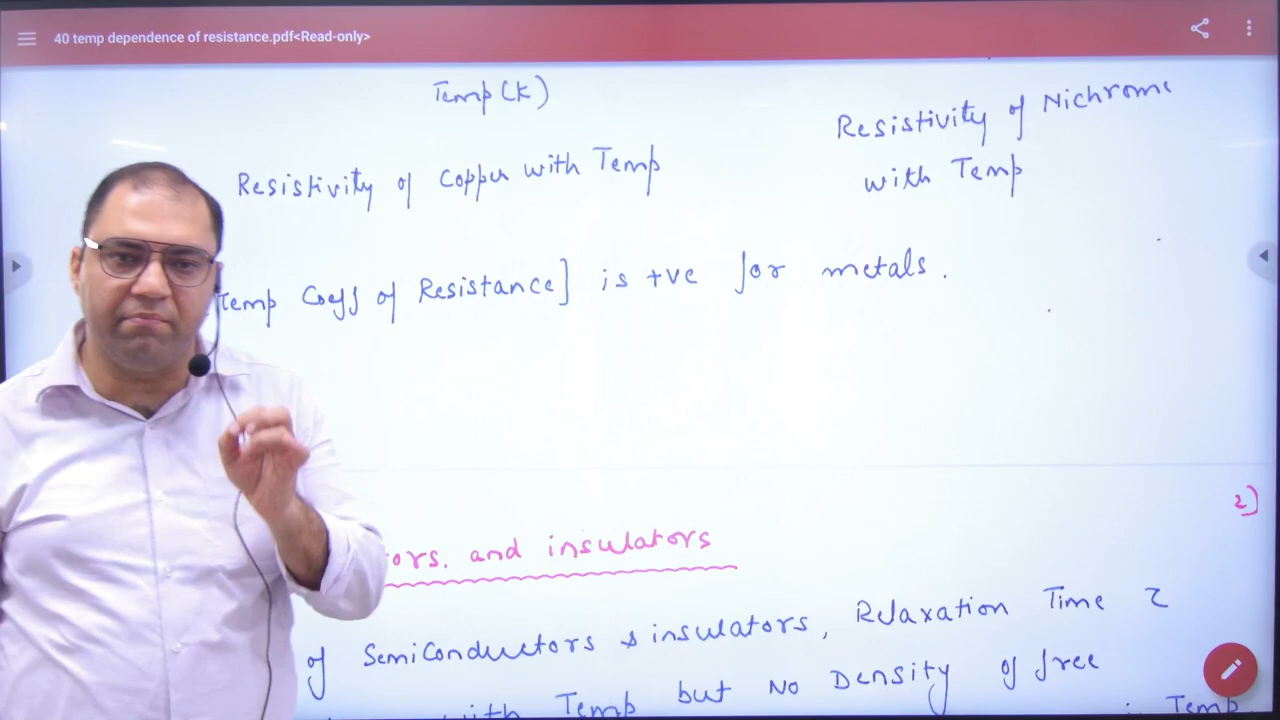 40 temp dependence of resistance.pdf<Read-only>
Temp (K)
Resistivity of Nichrome
with Temp
Resistivity of Copper with Temp
Temp Coeff of Resistance] is +ve for metals.
2)
ors. and insulators
of SemiConductors & insulators, Relaxation Time τ
with Temp but No Density of free
Temp